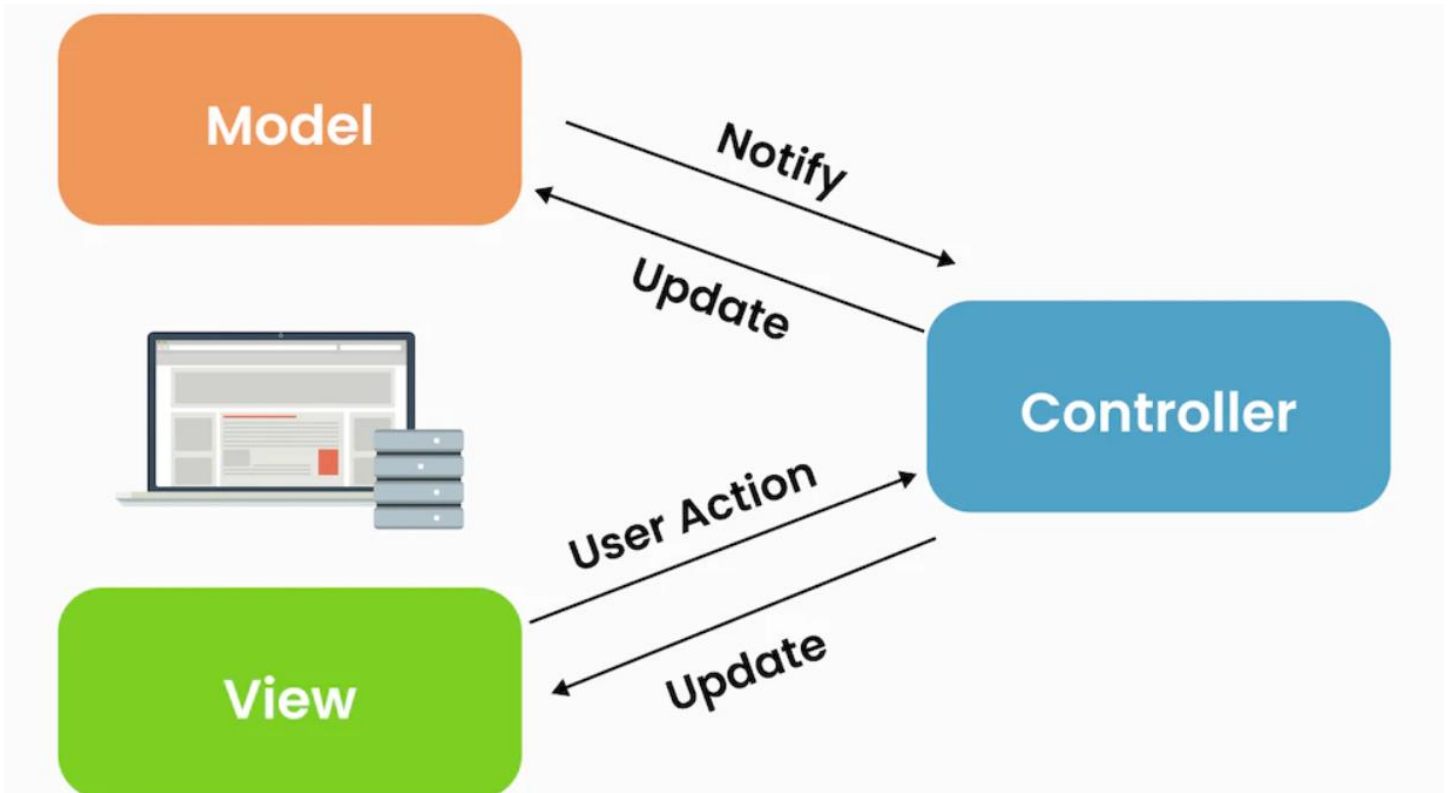 Model
Notify
Update
Controller
User Action
Update
View